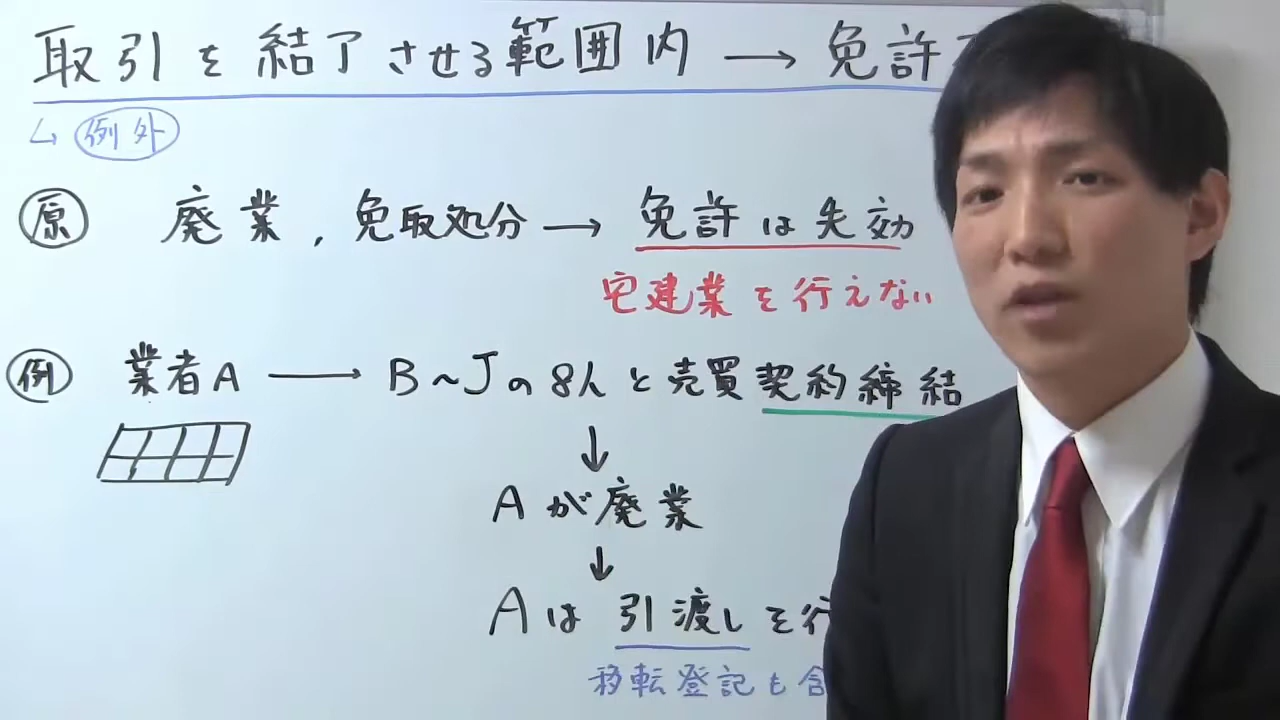 取引を結了させる範囲内 → 免許
↳ 例外
原 廃業, 免取処分 → 免許は失効
宅建業を行えない
例 業者A → B～Jの8人と売買契約締結
↓
Aが廃業
↓
Aは引渡しを行
移転登記も含